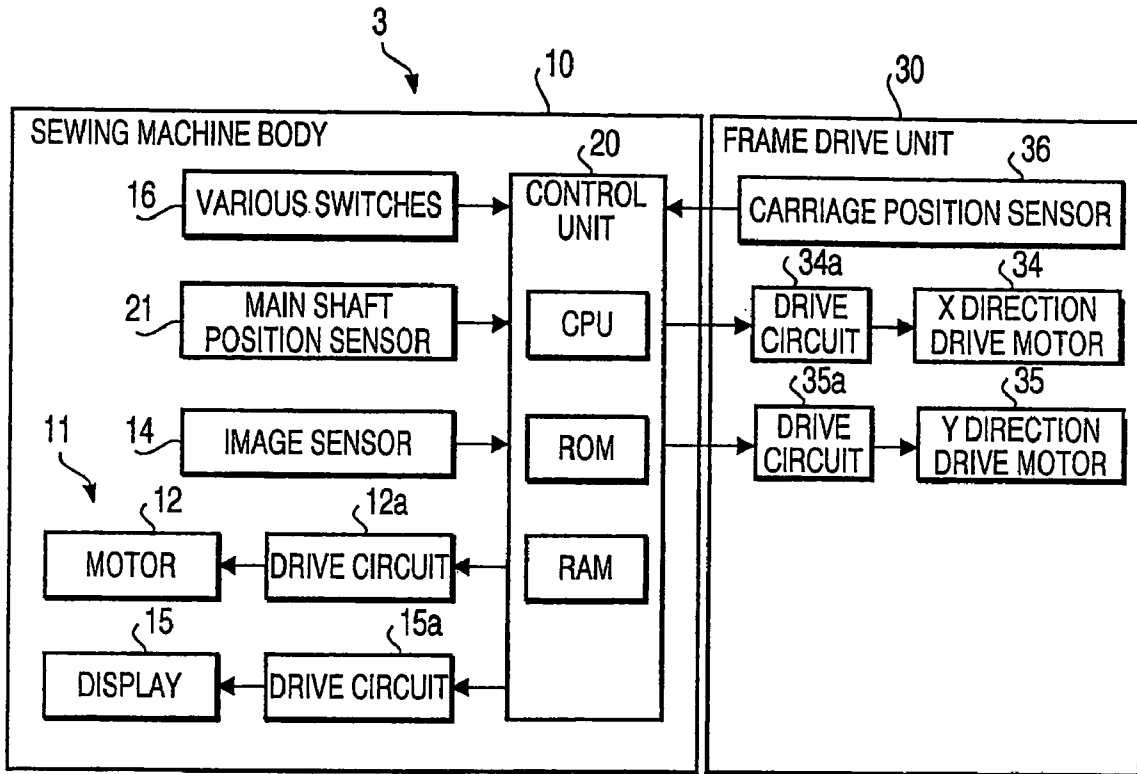 3
10
30
SEWING MACHINE BODY
FRAME DRIVE UNIT
20
36
16
VARIOUS SWITCHES
CONTROL
UNIT
CARRIAGE POSITION SENSOR
34a
34
21
MAIN SHAFT
POSITION SENSOR
CPU
DRIVE
CIRCUIT
X DIRECTION
DRIVE MOTOR
35a
35
14
IMAGE SENSOR
ROM
DRIVE
CIRCUIT
Y DIRECTION
DRIVE MOTOR
11
12
12a
MOTOR
DRIVE CIRCUIT
RAM
15
15a
DISPLAY
DRIVE CIRCUIT